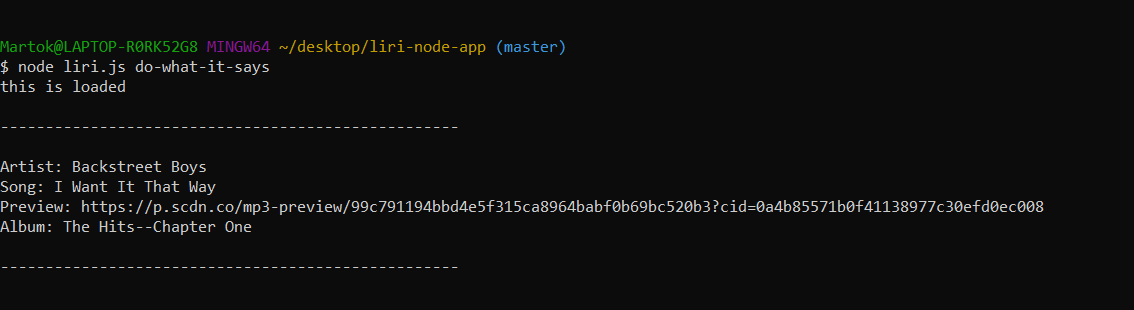 Martok@LAPTOP-R0RK52G8 MINGW64 ~/desktop/liri-node-app (master)
$ node liri.js do-what-it-says
this is loaded
---------------------------------------------------
Artist: Backstreet Boys
Song: I Want It That Way
Preview: https://p.scdn.co/mp3-preview/99c791194bbd4e5f315ca8964babf0b69bc520b3?cid=0a4b85571b0f41138977c30efd0ec008
Album: The Hits--Chapter One
---------------------------------------------------